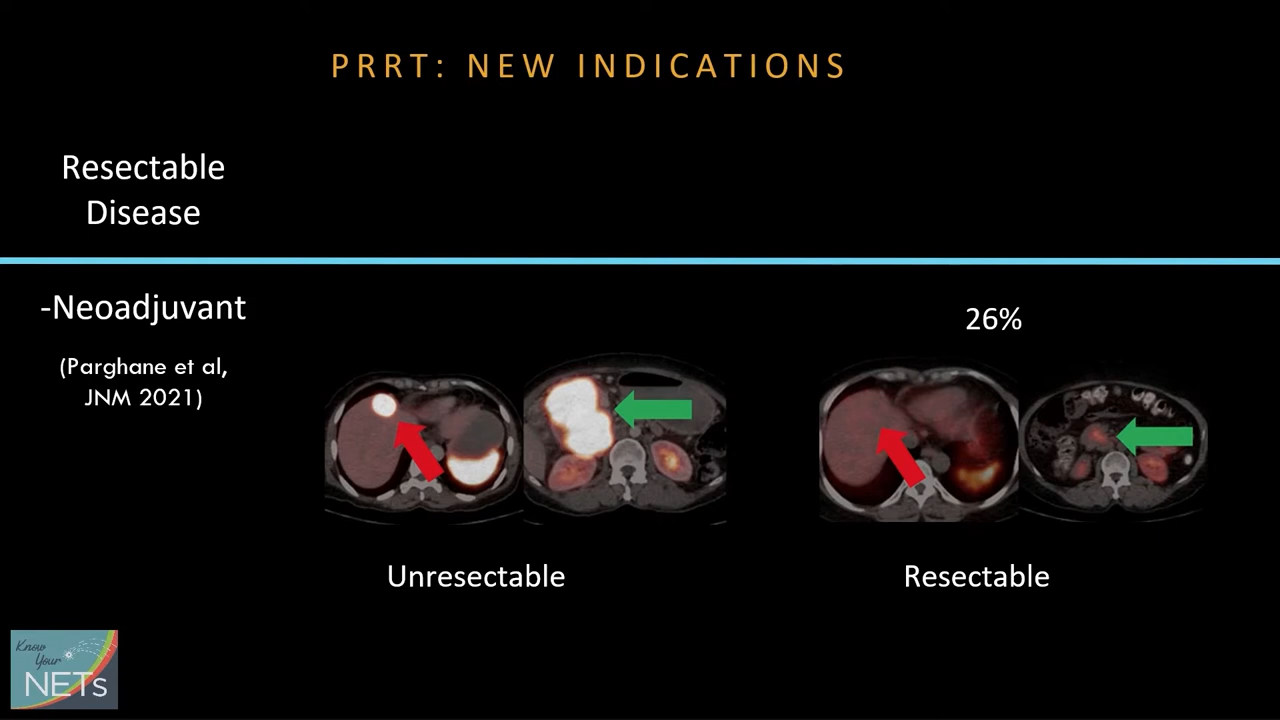 PRRT: NEW INDICATIONS
Resectable
Disease
-Neoadjuvant
(Parghane et al,
JNM 2021)
26%
Unresectable
Resectable
Know
Your
NETs